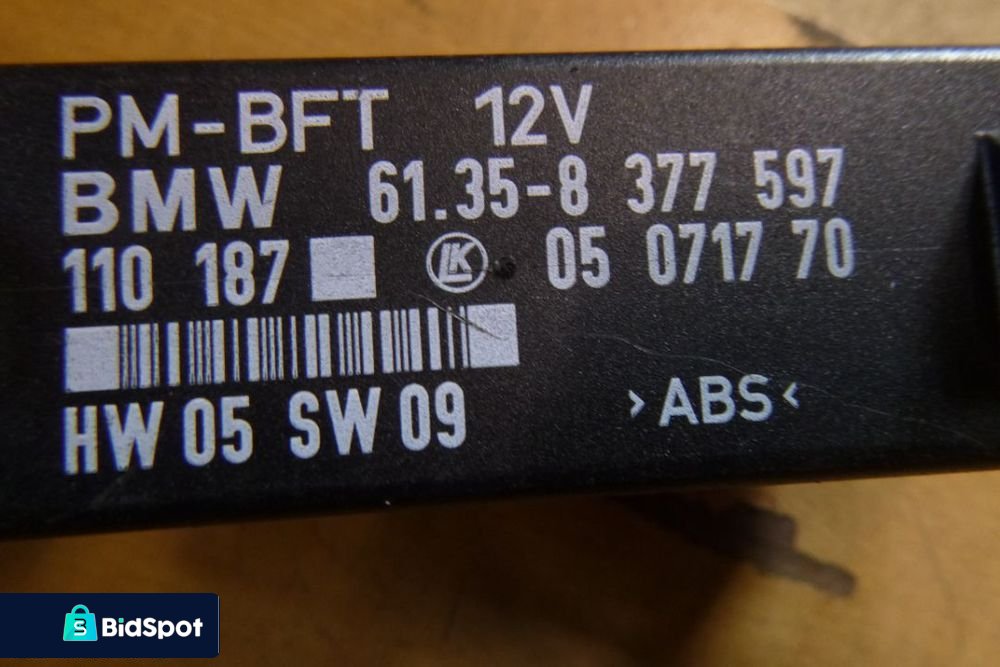 PM-BFT 12V
BMW 61.35-8 377 597
110 187 LK 05 0717 70
HW 05 SW 09
>ABS<
BidSpot